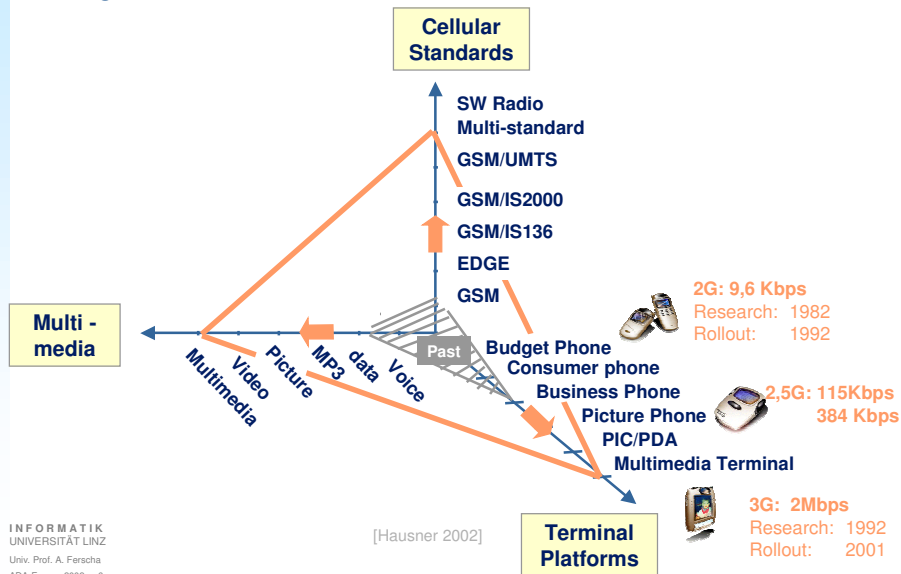 Cellular
Standards
SW Radio
Multi-standard
GSM/UMTS
GSM/IS2000
GSM/IS136
EDGE
GSM
Multi -
media
Multimedia
Video
Picture
MP3
data
Voice
Past
Budget Phone
Consumer phone
Business Phone
Picture Phone
PIC/PDA
Multimedia Terminal
2G: 9,6 Kbps
Research: 1982
Rollout: 1992
2,5G: 115Kbps
384 Kbps
3G: 2Mbps
Research: 1992
Rollout: 2001
Terminal
Platforms
[Hausner 2002]
INFORMATIK
UNIVERSITÄT LINZ
Univ. Prof. A. Ferscha